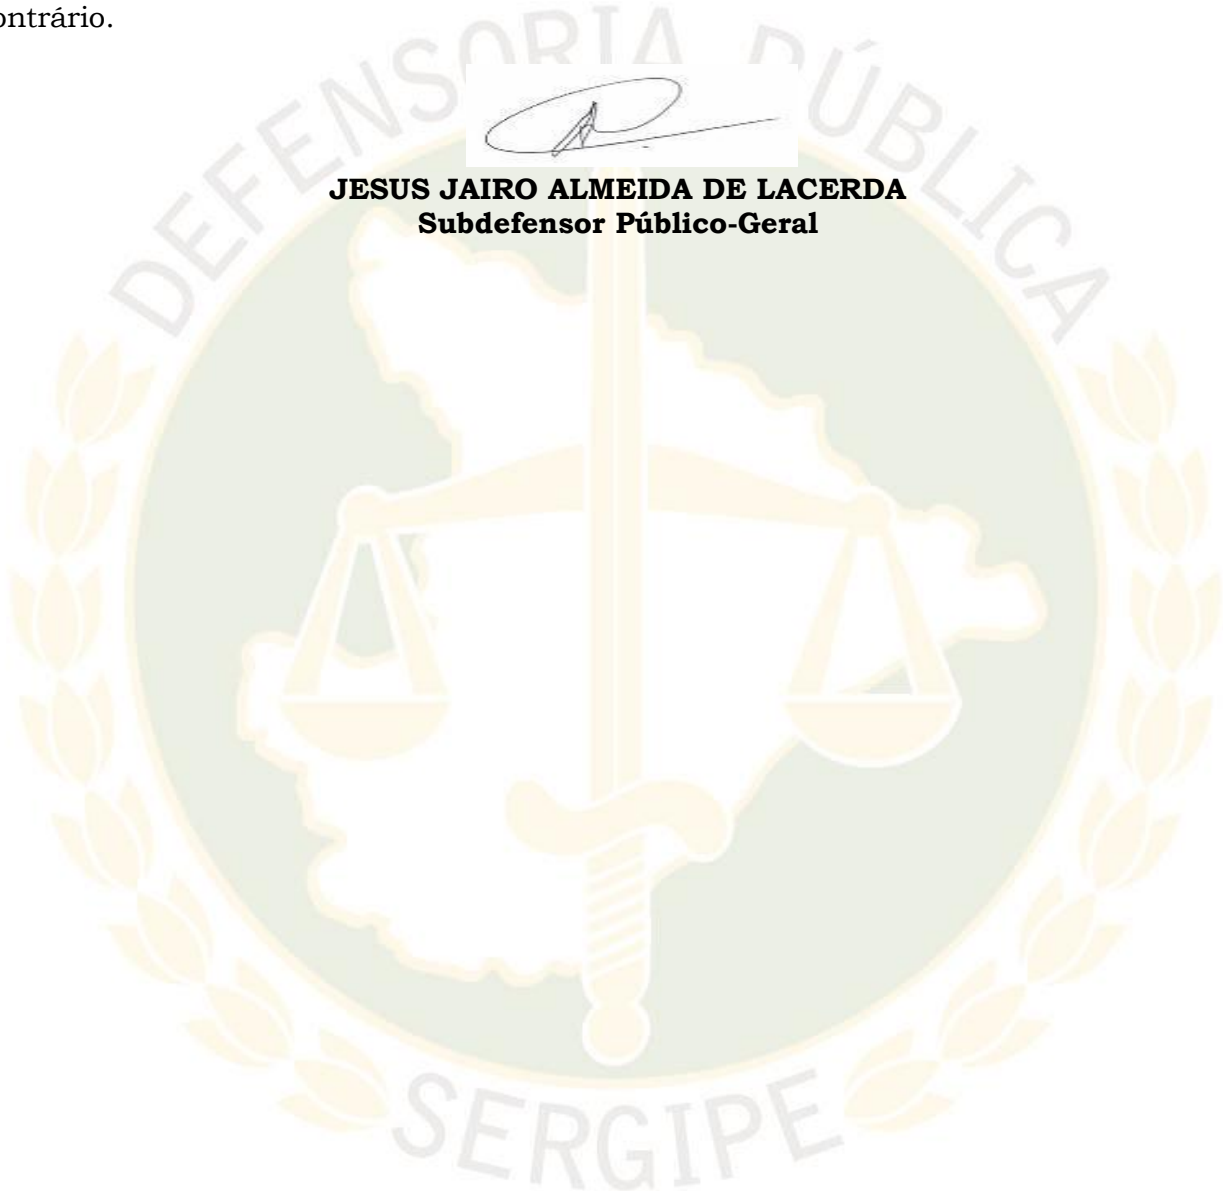 ontrário.
JESUS JAIRO ALMEIDA DE LACERDA
Subdefensor Público-Geral
DEFENSORIA PÚBLICA
SERGIPE